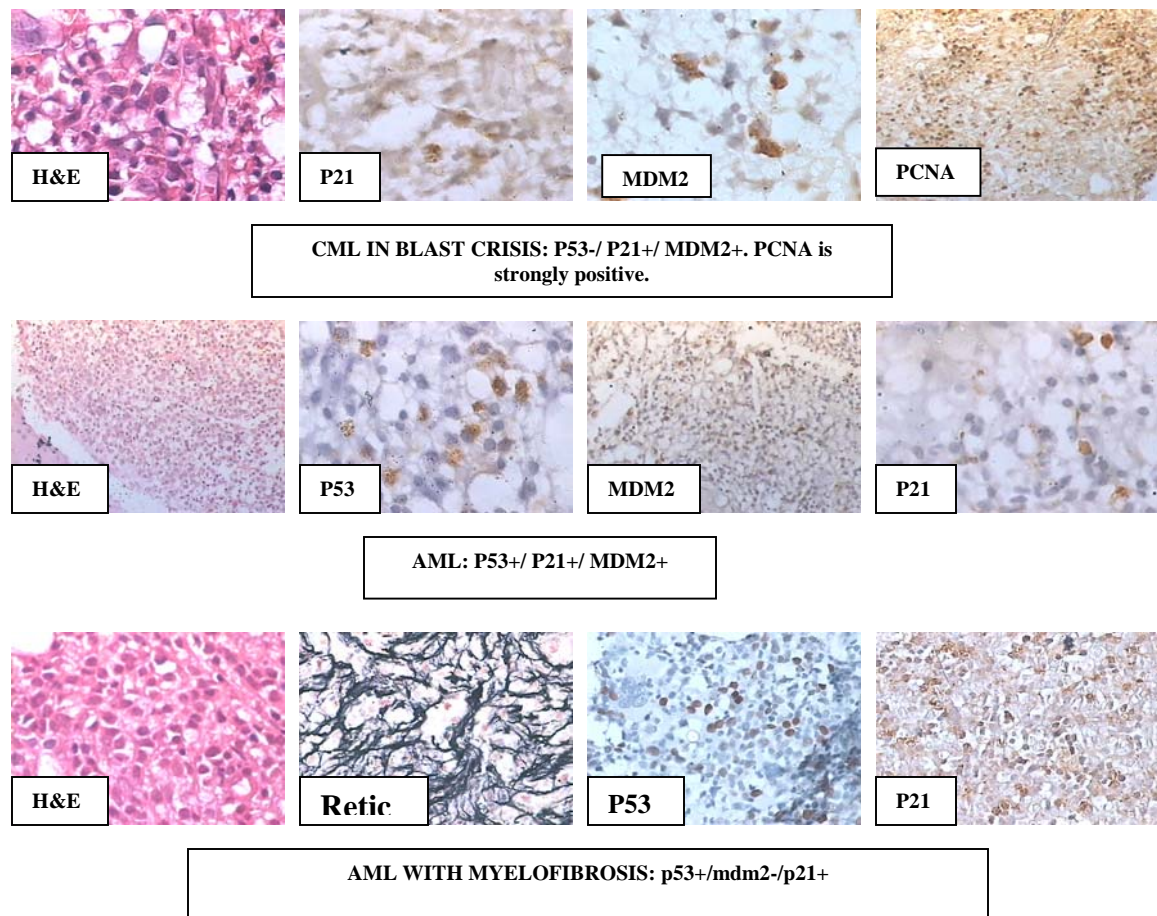 H&E
P21
MDM2
PCNA
CML IN BLAST CRISIS: P53-/ P21+/ MDM2+. PCNA is
strongly positive.
H&E
P53
MDM2
P21
AML: P53+/ P21+/ MDM2+
H&E
Retic
P53
P21
AML WITH MYELOFIBROSIS: p53+/mdm2-/p21+